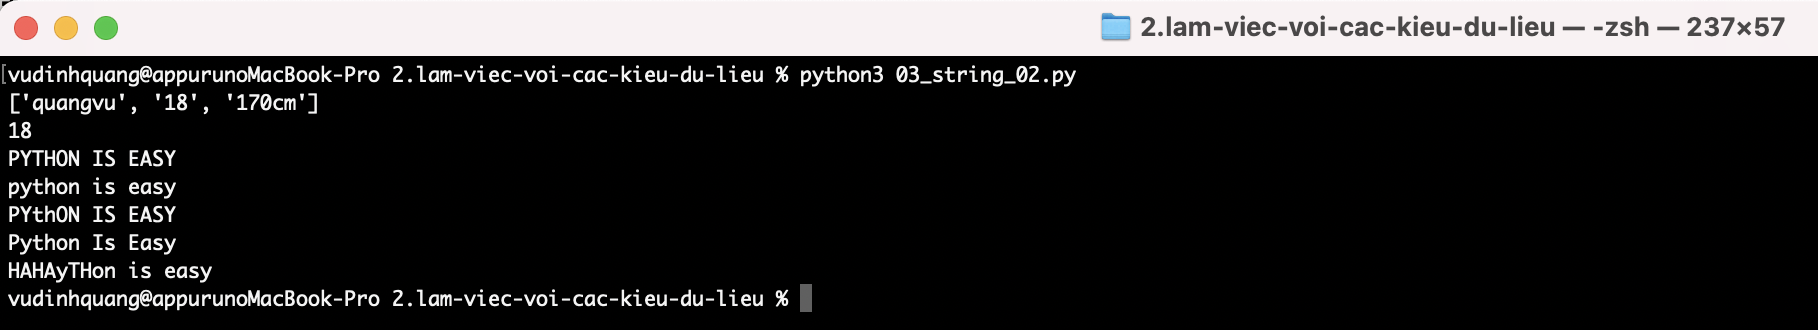 2.lam-viec-voi-cac-kieu-du-lieu — -zsh — 237×57
vudinhquang@appurunoMacBook-Pro 2.lam-viec-voi-cac-kieu-du-lieu % python3 03_string_02.py
['quangvu', '18', '170cm']
18
PYTHON IS EASY
python is easy
PYthON IS EASY
Python Is Easy
HAHAyTHon is easy
vudinhquang@appurunoMacBook-Pro 2.lam-viec-voi-cac-kieu-du-lieu %